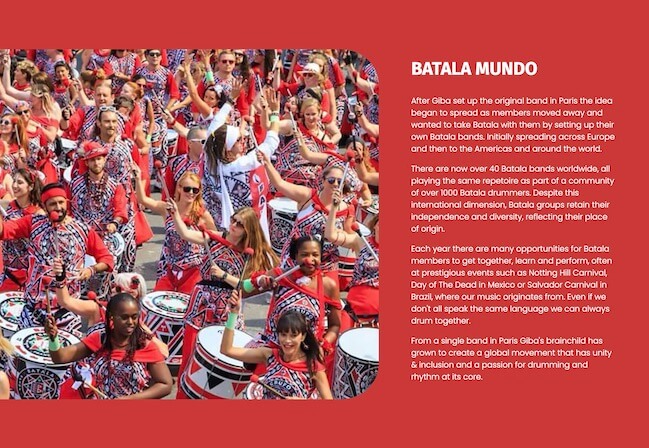 BATALA MUNDO
After Giba set up the original band in Paris the idea
began to spread as members moved away and
wanted to take Batala with them by setting up their
own Batala bands. Initially spreading across Europe
and then to the Americas and around the world.
There are now over 40 Batala bands worldwide, all
playing the same repetoire as part of a community
of over 1000 Batala drummers. Despite this
international dimension, Batala groups retain their
independence and diversity, reflecting their place
of origin.
Each year there are many opportunities for Batala
members to get together, learn and perform, often
at prestigious events such as Notting Hill Carnival,
Day of The Dead in Mexico or Salvador Carnival in
Brazil, where our music originates from. Even if we
don't all speak the same language we can always
drum together.
From a single band in Paris Giba's brainchild has
grown to create a global movement that has unity
& inclusion and a passion for drumming and
rhythm at its core.